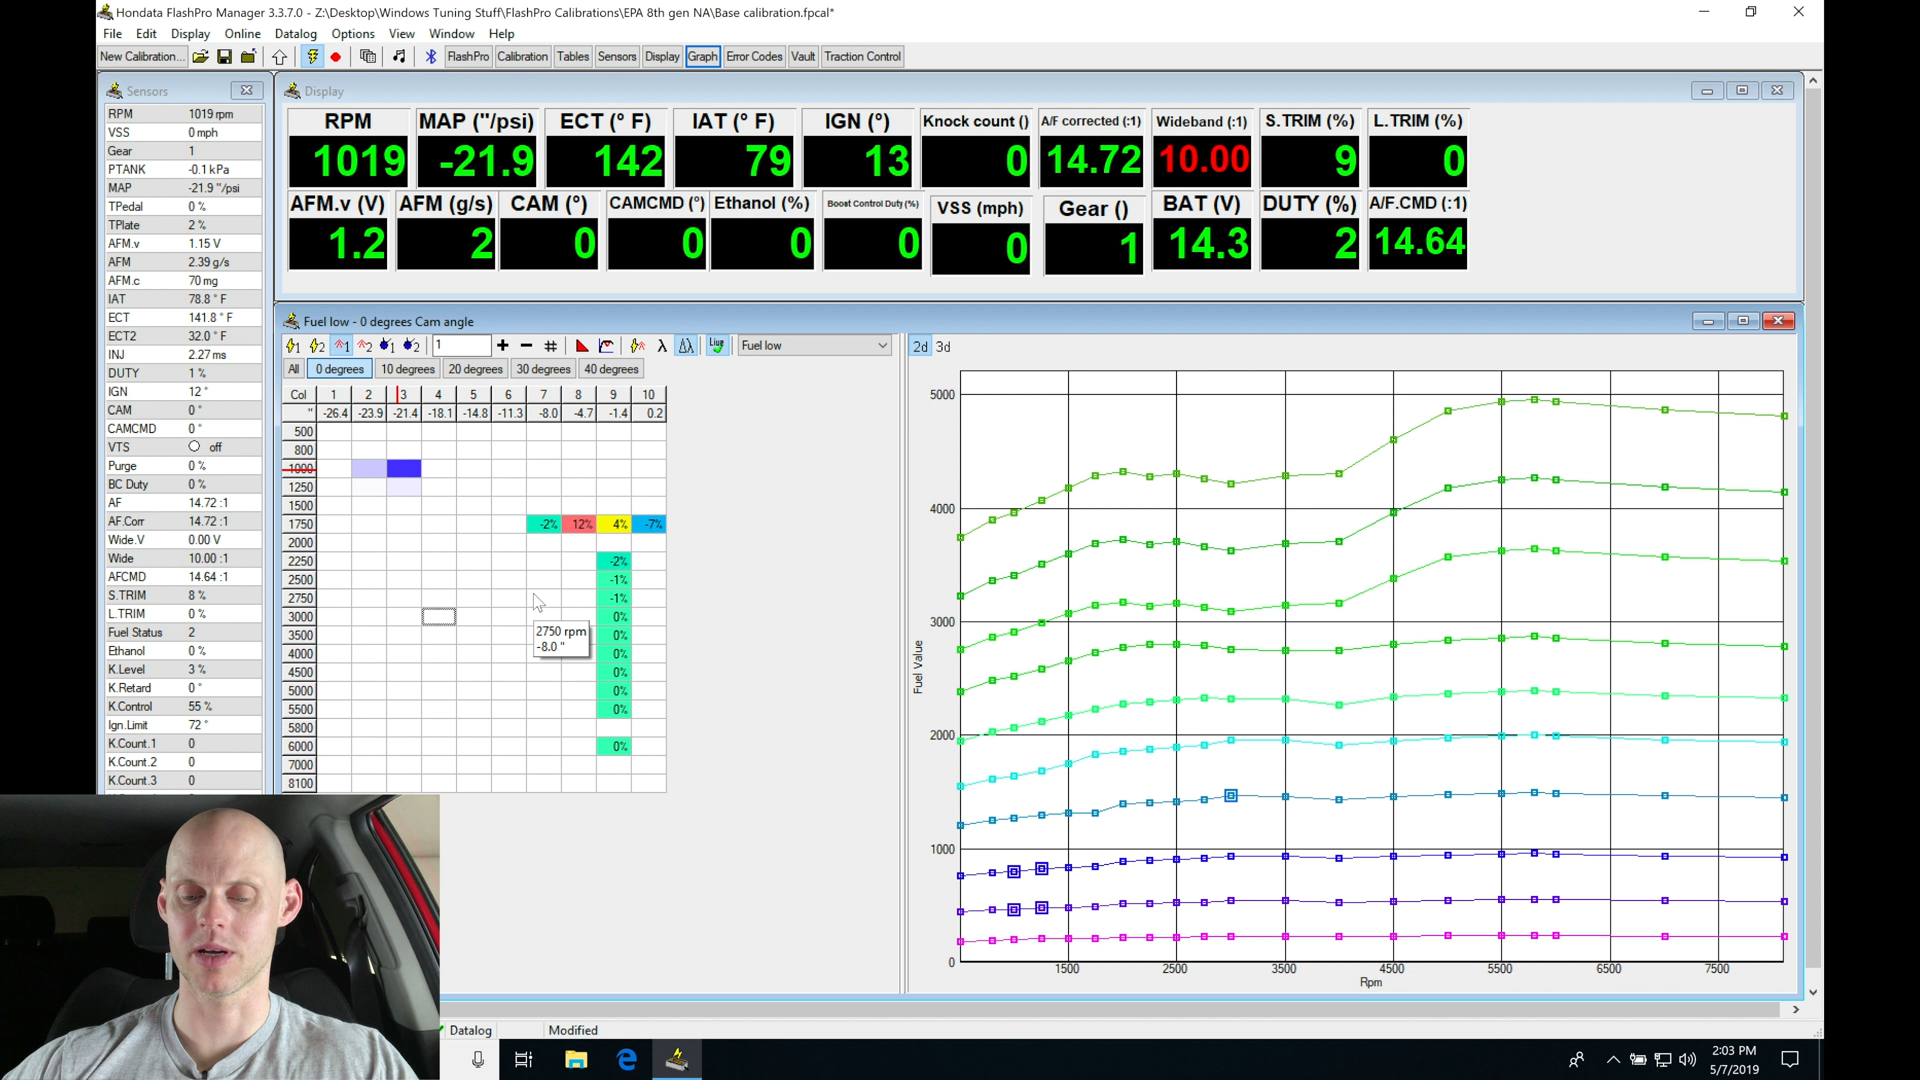 Hondata FlashPro Manager 3.3.7.0 - Z:\Desktop\Windows Tuning Stuff\FlashPro Calibrations\EPA 8th gen NA\Base calibration.fpcal*
File Edit Display Online Datalog Options View Window Help
New Calibration... FlashPro Calibration Tables Sensors Display Graph Error Codes Vault Traction Control
Sensors
RPM 1019 rpm
VSS 0 mph
Gear 1
PTANK -0.1 kPa
MAP -21.9 "/psi
TPedal 0 %
TPlate 2 %
AFM.v 1.15 V
AFM 2.39 g/s
AFM.c 70 mg
IAT 78.8 ° F
ECT 141.8 ° F
ECT2 32.0 ° F
INJ 2.27 ms
DUTY 1 %
IGN 12 °
CAM 0 °
CAMCMD 0 °
VTS off
Purge 0 %
BC Duty 0 %
AF 14.72 :1
AF.Corr 14.72 :1
Wide.V 0.00 V
Wide 10.00 :1
AFCMD 14.64 :1
S.TRIM 8 %
L.TRIM 0 %
Fuel Status 2
Ethanol 0 %
K.Level 3 %
K.Retard 0 °
K.Control 55 %
Ign.Limit 72 °
K.Count.1 0
K.Count.2 0
K.Count.3 0
Display
RPM MAP ("/psi) ECT (° F) IAT (° F) IGN (°) Knock count () A/F corrected (:1) Wideband (:1) S.TRIM (%) L.TRIM (%)
1019 -21.9 142 79 13 0 14.72 10.00 9 0
AFM.v (V) AFM (g/s) CAM (°) CAMCMD (°) Ethanol (%) Boost Control Duty (%) VSS (mph) Gear () BAT (V) DUTY (%) A/F.CMD (:1)
1.2 2 0 0 0 0 0 1 14.3 2 14.64
Fuel low - 0 degrees Cam angle
1 2 1 2 1 2 1 λ Δλ Live Fuel low
All 0 degrees 10 degrees 20 degrees 30 degrees 40 degrees
Col 1 2 3 4 5 6 7 8 9 10
" -26.4 -23.9 -21.4 -18.1 -14.8 -11.3 -8.0 -4.7 -1.4 0.2
500
800
1000
1250
1500
1750 -2% 12% 4% -7%
2000
2250 -2%
2500 -1%
2750 -1%
3000 0%
3500 0%
4000 0%
4500 0%
5000 0%
5500 0%
5800
6000 0%
7000
8100
2750 rpm
-8.0 "
2d 3d
5000
4000
3000
2000
1000
0
Fuel Value
1500 2500 3500 4500 5500 6500 7500
Rpm
Datalog Modified
2:03 PM
5/7/2019